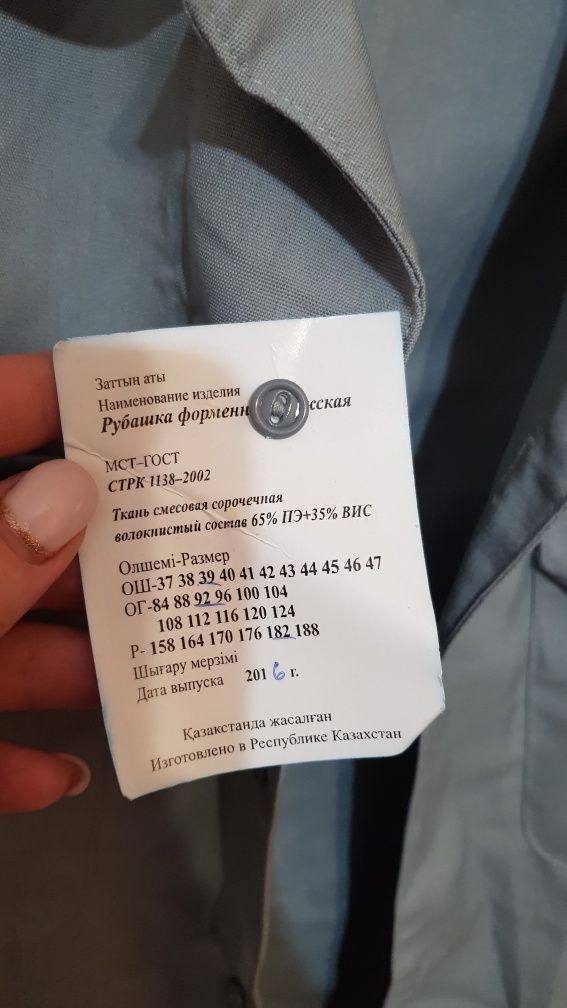 Заттың аты
Наименование изделия
Рубашка форменн сская
МСТ–ГОСТ
СТРК 1138–2002
Ткань смесовая сорочечная
волокнистый состав 65% ПЭ+35% ВИС
Өлшемі-Размер
ОШ-37 38 39 40 41 42 43 44 45 46 47
ОГ-84 88 92 96 100 104
108 112 116 120 124
Р- 158 164 170 176 182 188
Шығару мерзімі
Дата выпуска 2016 г.
Қазақстанда жасалған
Изготовлено в Республике Казахстан